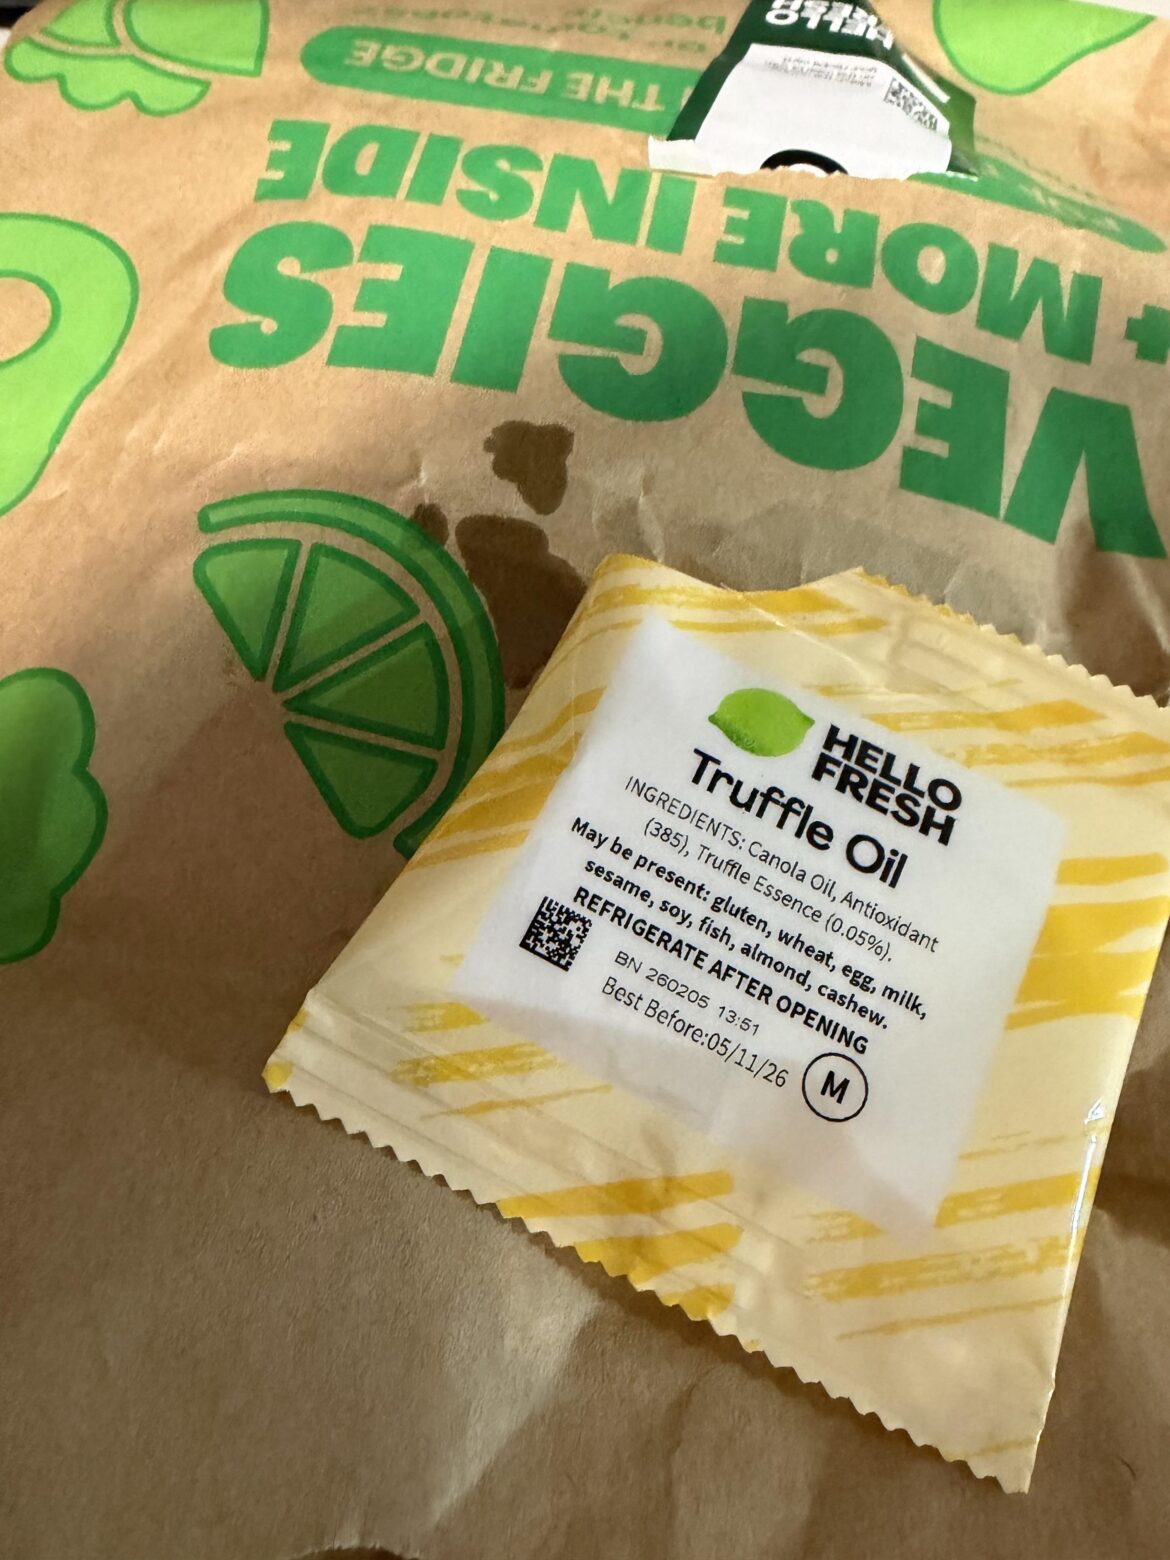 HELLO
FRESH
THE FRIDGE
VEGGIES
+ MORE INSIDE
HELLO
FRESH
Truffle Oil
INGREDIENTS: Canola Oil, Antioxidant
(385), Truffle Essence (0.05%).
May be present: gluten, wheat, egg, milk,
sesame, soy, fish, almond, cashew.
REFRIGERATE AFTER OPENING
BN 260205 13:51
Best Before:05/11/26
M